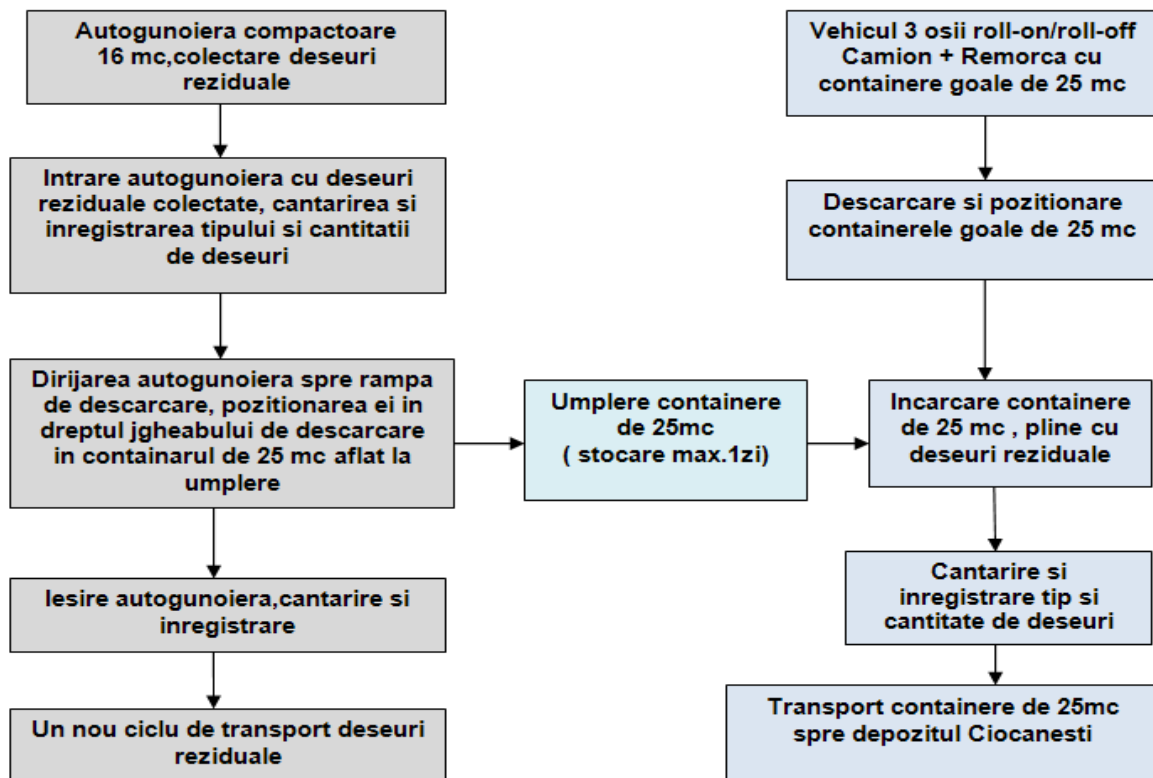 Autogunoiera compactoare
16 mc,colectare deseuri
reziduale
Intrare autogunoiera cu deseuri
reziduale colectate, cantarirea si
inregistrarea tipului si cantitatii
de deseuri
Dirijarea autogunoiera spre rampa
de descarcare, pozitionarea ei in
dreptul jgheabului de descarcare
in containarul de 25 mc aflat la
umplere
Iesire autogunoiera,cantarire si
inregistrare
Un nou ciclu de transport deseuri
reziduale
Umplere containere
de 25mc
( stocare max.1zi)
Vehicul 3 osii roll-on/roll-off
Camion + Remorca cu
containere goale de 25 mc
Descarcare si pozitionare
containerele goale de 25 mc
Incarcare containere
de 25 mc , pline cu
deseuri reziduale
Cantarire si
inregistrare tip si
cantitate de deseuri
Transport containere de 25mc
spre depozitul Ciocanesti